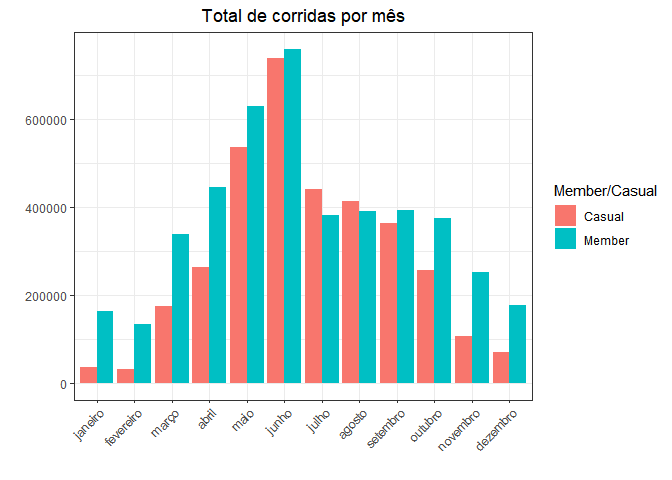 Total de corridas por mês
600000
400000
200000
0
janeiro
fevereiro
março
abril
maio
junho
julho
agosto
setembro
outubro
novembro
dezembro
Member/Casual
Casual
Member